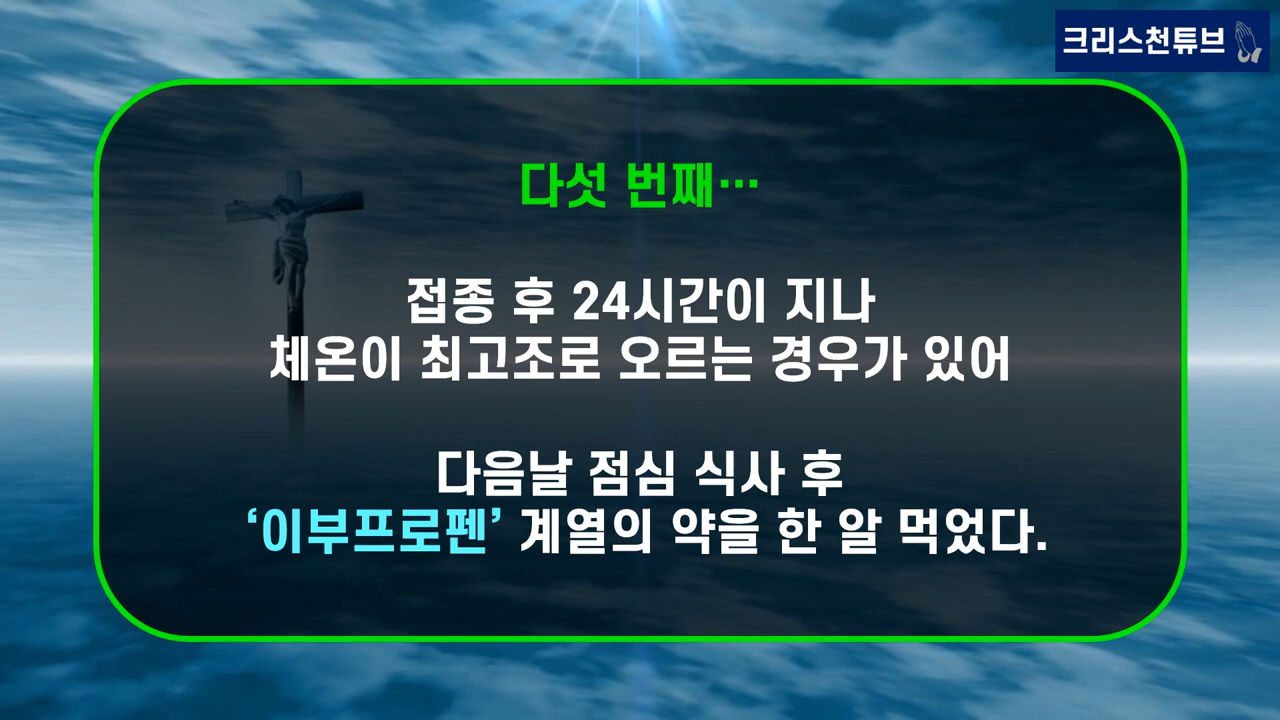 크리스천튜브
다섯 번째…
접종 후 24시간이 지나
체온이 최고조로 오르는 경우가 있어
다음날 점심 식사 후
‘이부프로펜’ 계열의 약을 한 알 먹었다.